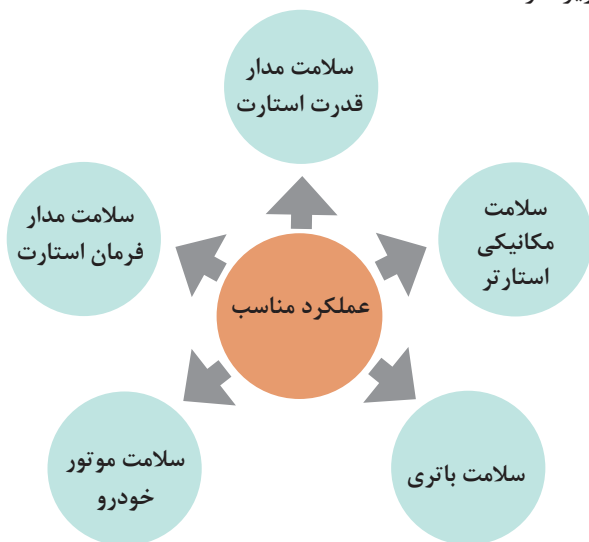 سلامت مدار
قدرت استارت
سلامت
مکانیکی
استارتر
سلامت باتری
سلامت موتور
خودرو
سلامت مدار
فرمان استارت
عملکرد مناسب